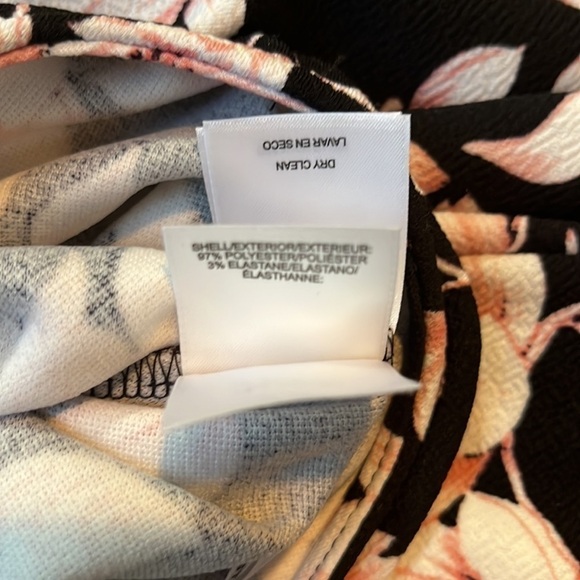 DRY CLEAN
LAVAR EN SECO
SHELL/EXTERIOR/EXTERIEUR:
97% POLYESTER/POLIÉSTER
3% ELASTANE/ELASTANO/
ÉLASTHANNE: